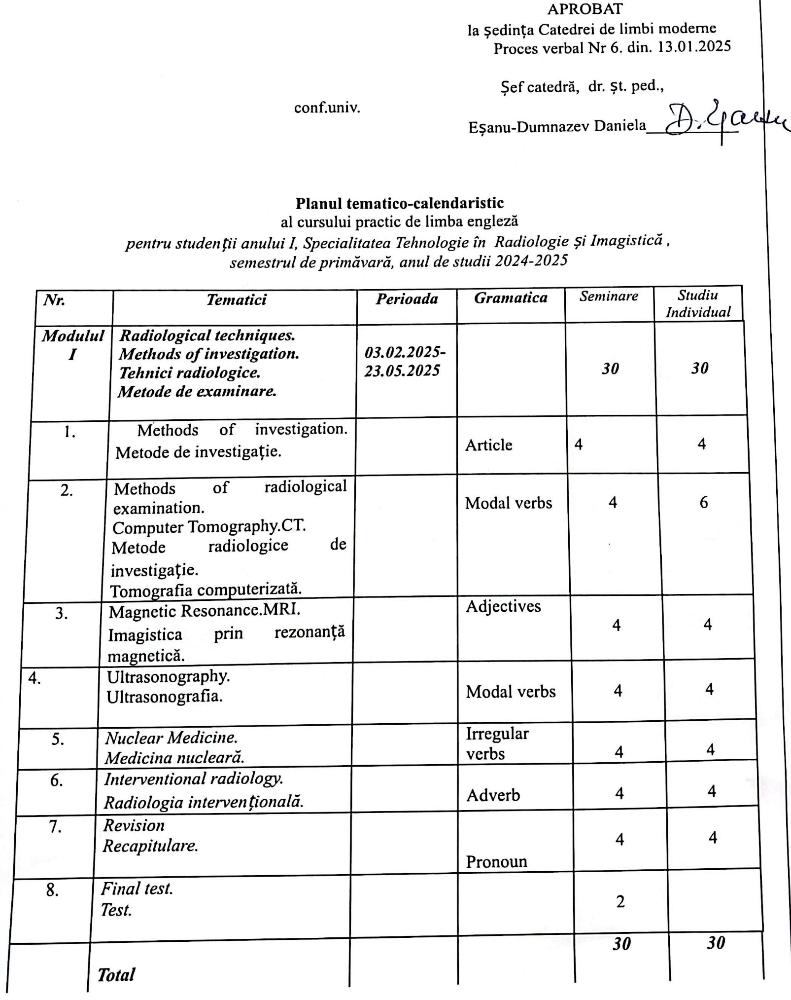 APROBAT
la ședința Catedrei de limbi moderne
Proces verbal Nr 6. din. 13.01.2025
Șef catedră, dr. șt. ped.,
conf.univ.
Eșanu-Dumnazev Daniela
Planul tematico-calendaristic
al cursului practic de limba engleză
pentru studenții anului I, Specialitatea Tehnologie în Radiologie și Imagistică ,
semestrul de primăvară, anul de studii 2024-2025
Nr. Tematici Perioada Gramatica Seminare Studiu
Individual
Modulul Radiological techniques.
I Methods of investigation. 03.02.2025-
Tehnici radiologice. 23.05.2025 30 30
Metode de examinare.
1. Methods of investigation.
Metode de investigație. Article 4 4
2. Methods of radiological
examination. Modal verbs 4 6
Computer Tomography.CT.
Metode radiologice de
investigație.
Tomografia computerizată.
3. Magnetic Resonance.MRI. Adjectives
Imagistica prin rezonanță 4 4
magnetică.
4. Ultrasonography.
Ultrasonografia. Modal verbs 4 4
5. Nuclear Medicine. Irregular
Medicina nucleară. verbs 4 4
6. Interventional radiology.
Radiologia intervențională. Adverb 4 4
7. Revision
Recapitulare. 4 4
Pronoun
8. Final test.
Test. 2
30 30
Total